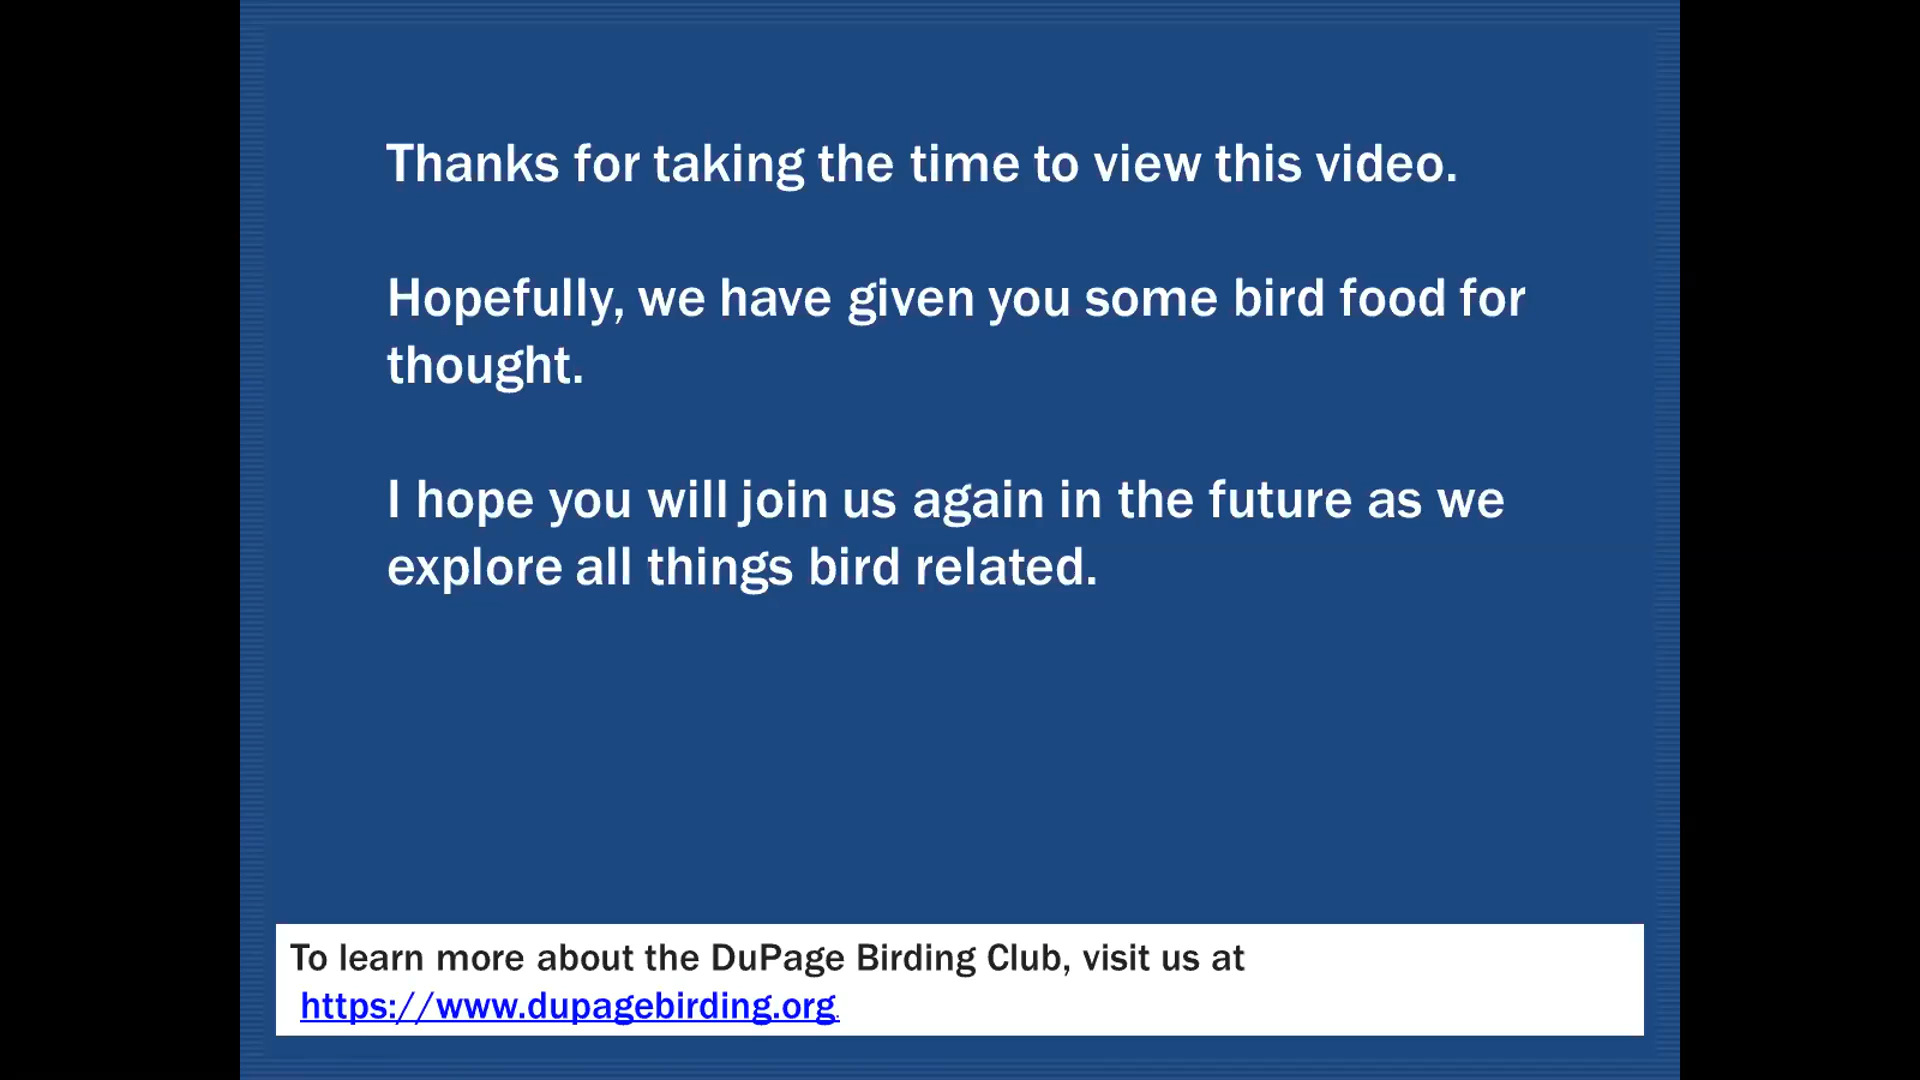 Thanks for taking the time to view this video.
Hopefully, we have given you some bird food for
thought.
I hope you will join us again in the future as we
explore all things bird related.
To learn more about the DuPage Birding Club, visit us at
https://www.dupagebirding.org.